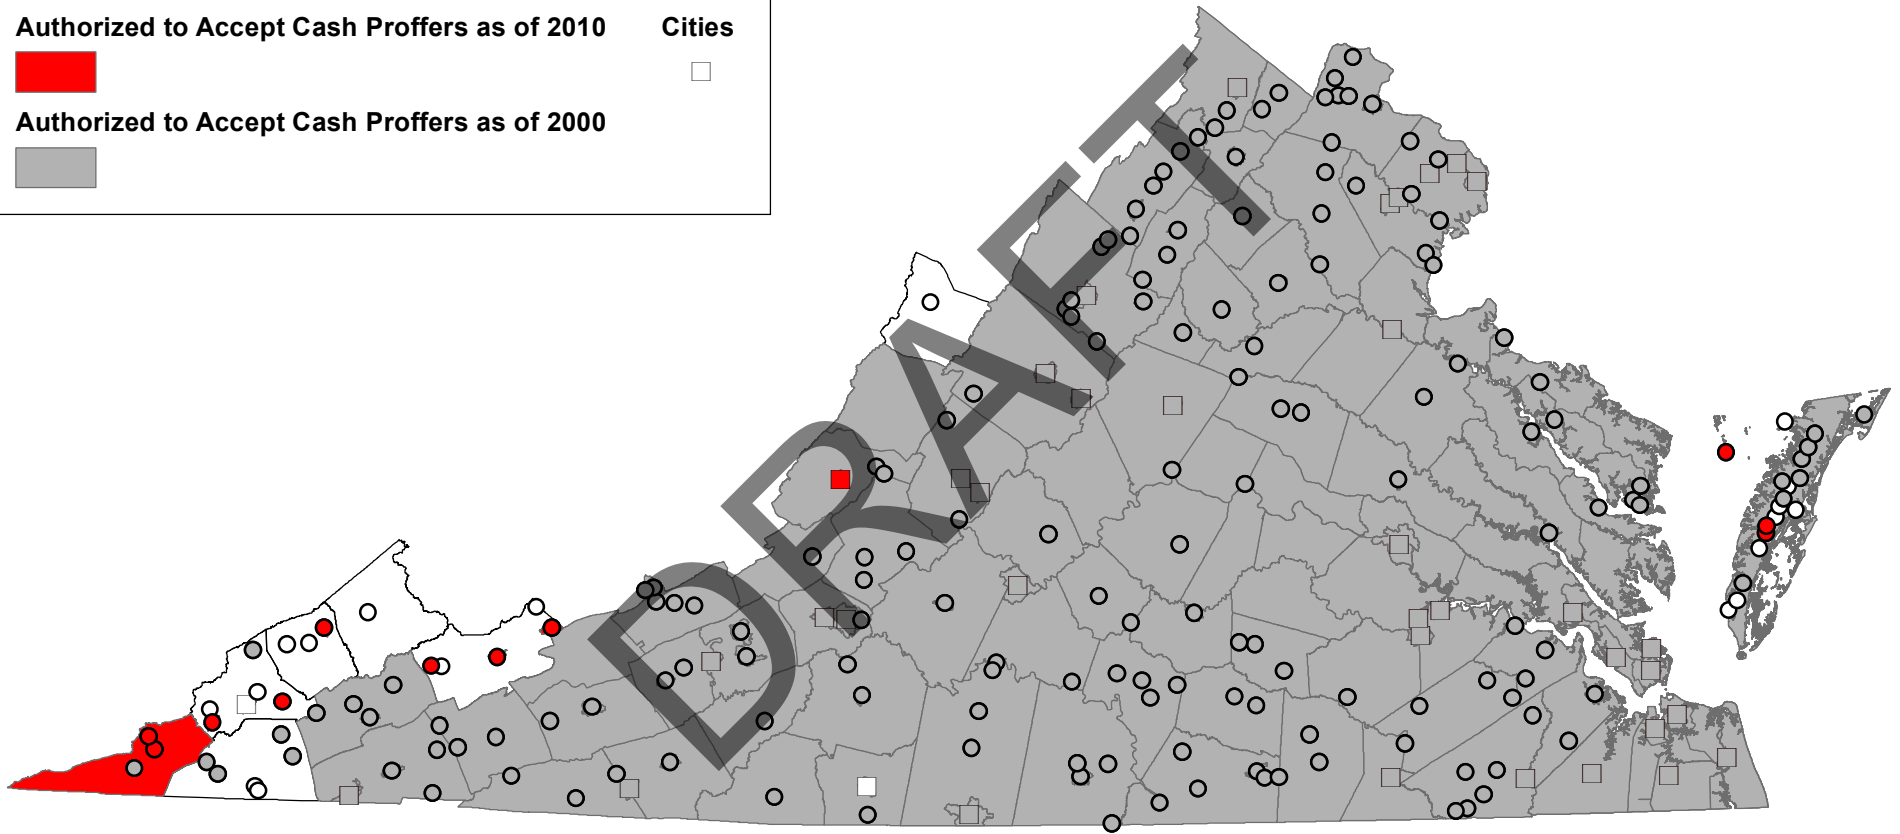 Authorized to Accept Cash Proffers as of 2010
Cities
Authorized to Accept Cash Proffers as of 2000
DRAFT